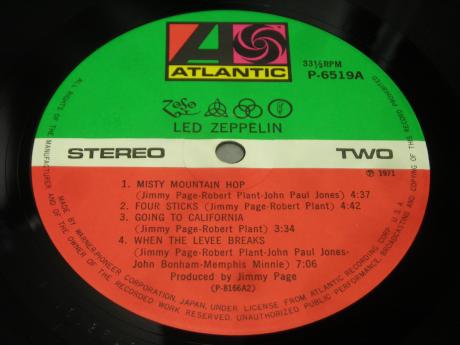 ATLANTIC
33⅓RPM
P-6519A
ZoSo
LED ZEPPELIN
STEREO
TWO
Ⓟ 1971
1. MISTY MOUNTAIN HOP
(Jimmy Page-Robert Plant-John Paul Jones) 4:37
2. FOUR STICKS (Jimmy Page-Robert Plant) 4:42
3. GOING TO CALIFORNIA
(Jimmy Page-Robert Plant) 3:34
4. WHEN THE LEVEE BREAKS
(Jimmy Page-Robert Plant-John Paul Jones-
John Bonham-Memphis Minnie) 7:06
Produced by Jimmy Page
(P-8166A2)
MADE BY WARNER-PIONEER CORPORATION, JAPAN, UNDER LICENSE FROM ATLANTIC RECORDING CORP. U.S.A.
ALL RIGHTS OF THE MANUFACTURER AND OF THE OWNER OF THE RECORDED WORK RESERVED. UNAUTHORIZED PUBLIC PERFORMANCE, BROADCASTING AND COPYING OF THIS RECORD PROHIBITED